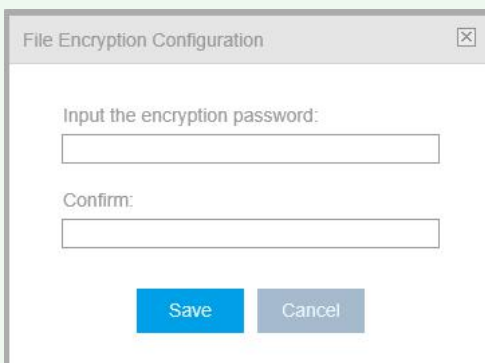 File Encryption Configuration
Input the encryption password:
Confirm:
Save Cancel